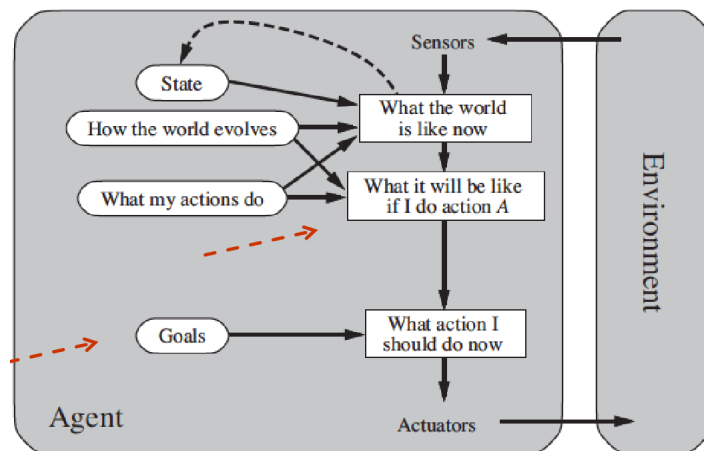 Sensors
State
What the world
is like now
How the world evolves
What it will be like
if I do action A
What my actions do
Goals
What action I
should do now
Agent
Actuators
Environment